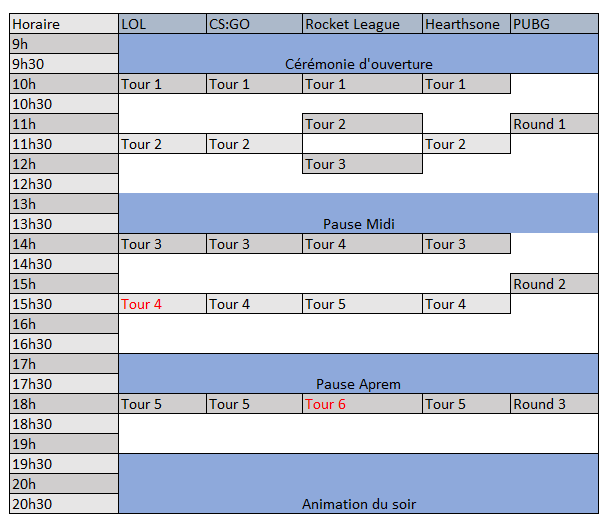 Horaire LOL CS:GO Rocket League Hearthsone PUBG
9h
9h30 Cérémonie d'ouverture
10h Tour 1 Tour 1 Tour 1 Tour 1
10h30
11h Tour 2 Round 1
11h30 Tour 2 Tour 2 Tour 2
12h Tour 3
12h30
13h
13h30 Pause Midi
14h Tour 3 Tour 3 Tour 4 Tour 3
14h30
15h Round 2
15h30 Tour 4 Tour 4 Tour 5 Tour 4
16h
16h30
17h
17h30 Pause Aprem
18h Tour 5 Tour 5 Tour 6 Tour 5 Round 3
18h30
19h
19h30
20h
20h30 Animation du soir